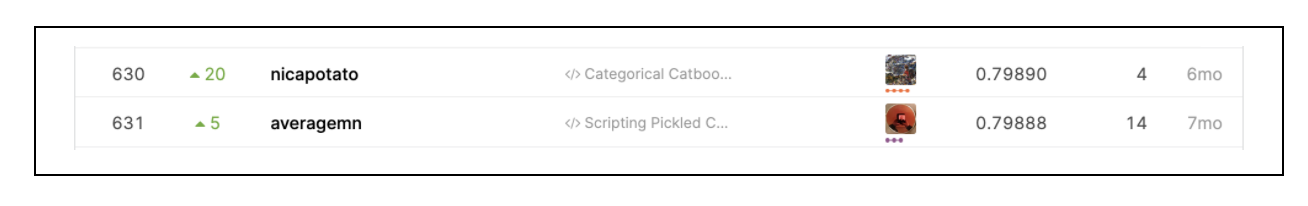 630 20 nicapotato </> Categorical Catboo... 0.79890 4 6mo
631 5 averagemn </> Scripting Pickled C... 0.79888 14 7mo